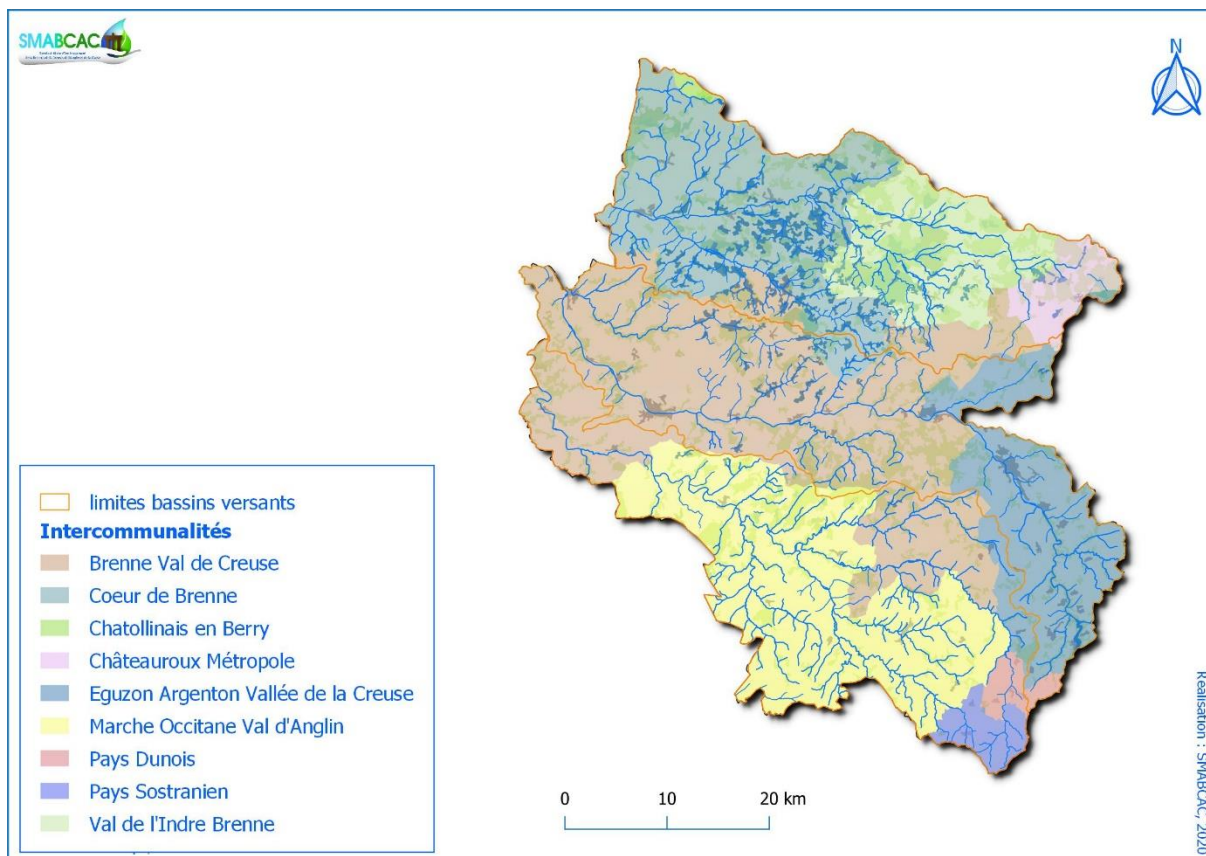 SMABCAC
N
limites bassins versants
Intercommunalités
Brenne Val de Creuse
Coeur de Brenne
Chatollinais en Berry
Châteauroux Métropole
Eguzon Argenton Vallée de la Creuse
Marche Occitane Val d'Anglin
Pays Dunois
Pays Sostranien
Val de l'Indre Brenne
0 10 20 km
Réalisation : SMABCAC, 2020